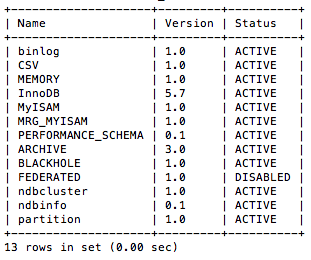 +--------------------+---------+----------+
| Name               | Version | Status   |
+--------------------+---------+----------+
| binlog             | 1.0     | ACTIVE   |
| CSV                | 1.0     | ACTIVE   |
| MEMORY             | 1.0     | ACTIVE   |
| InnoDB             | 5.7     | ACTIVE   |
| MyISAM             | 1.0     | ACTIVE   |
| MRG_MYISAM         | 1.0     | ACTIVE   |
| PERFORMANCE_SCHEMA | 0.1     | ACTIVE   |
| ARCHIVE            | 3.0     | ACTIVE   |
| BLACKHOLE          | 1.0     | ACTIVE   |
| FEDERATED          | 1.0     | DISABLED |
| ndbcluster         | 1.0     | ACTIVE   |
| ndbinfo            | 0.1     | ACTIVE   |
| partition          | 1.0     | ACTIVE   |
+--------------------+---------+----------+
13 rows in set (0.00 sec)